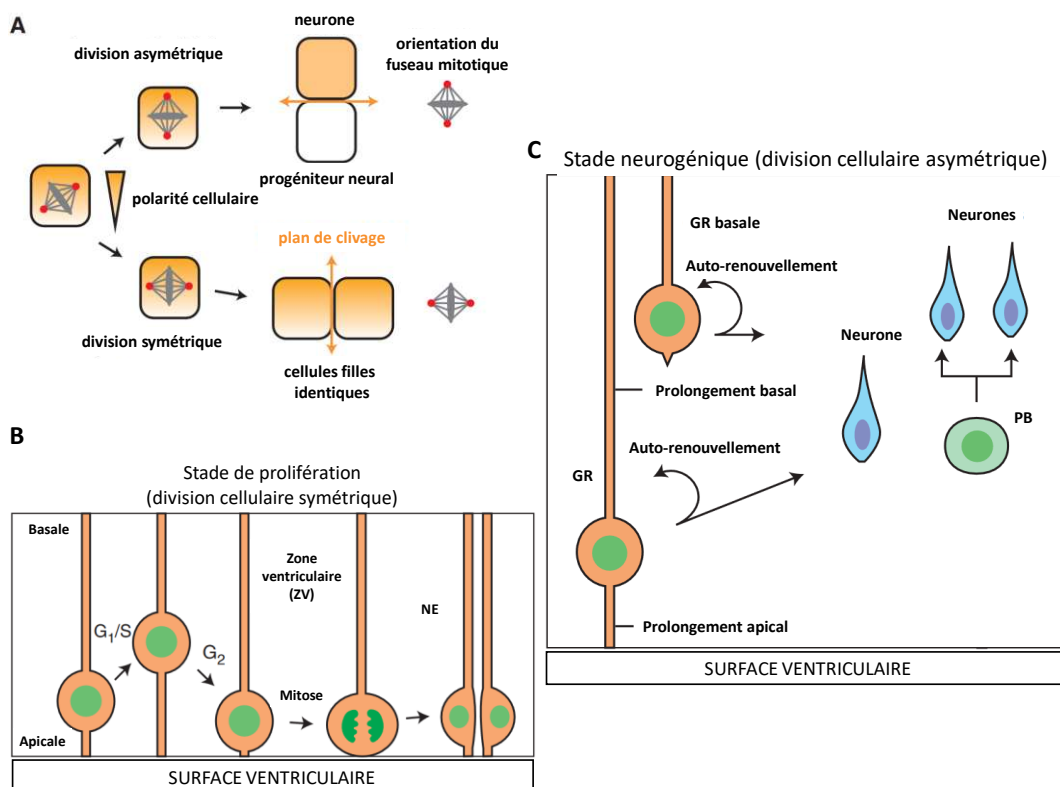 A
division asymétrique
neurone
orientation du
fuseau mitotique
polarité cellulaire
progéniteur neural
plan de clivage
division symétrique
cellules filles
identiques
B
Stade de prolifération
(division cellulaire symétrique)
Basale
Zone
ventriculaire
(ZV)
NE
G1/S
G2
Mitose
Apicale
SURFACE VENTRICULAIRE
C
Stade neurogénique (division cellulaire asymétrique)
GR basale
Neurones
Auto-renouvellement
Neurone
Prolongement basal
PB
Auto-renouvellement
GR
Prolongement apical
SURFACE VENTRICULAIRE